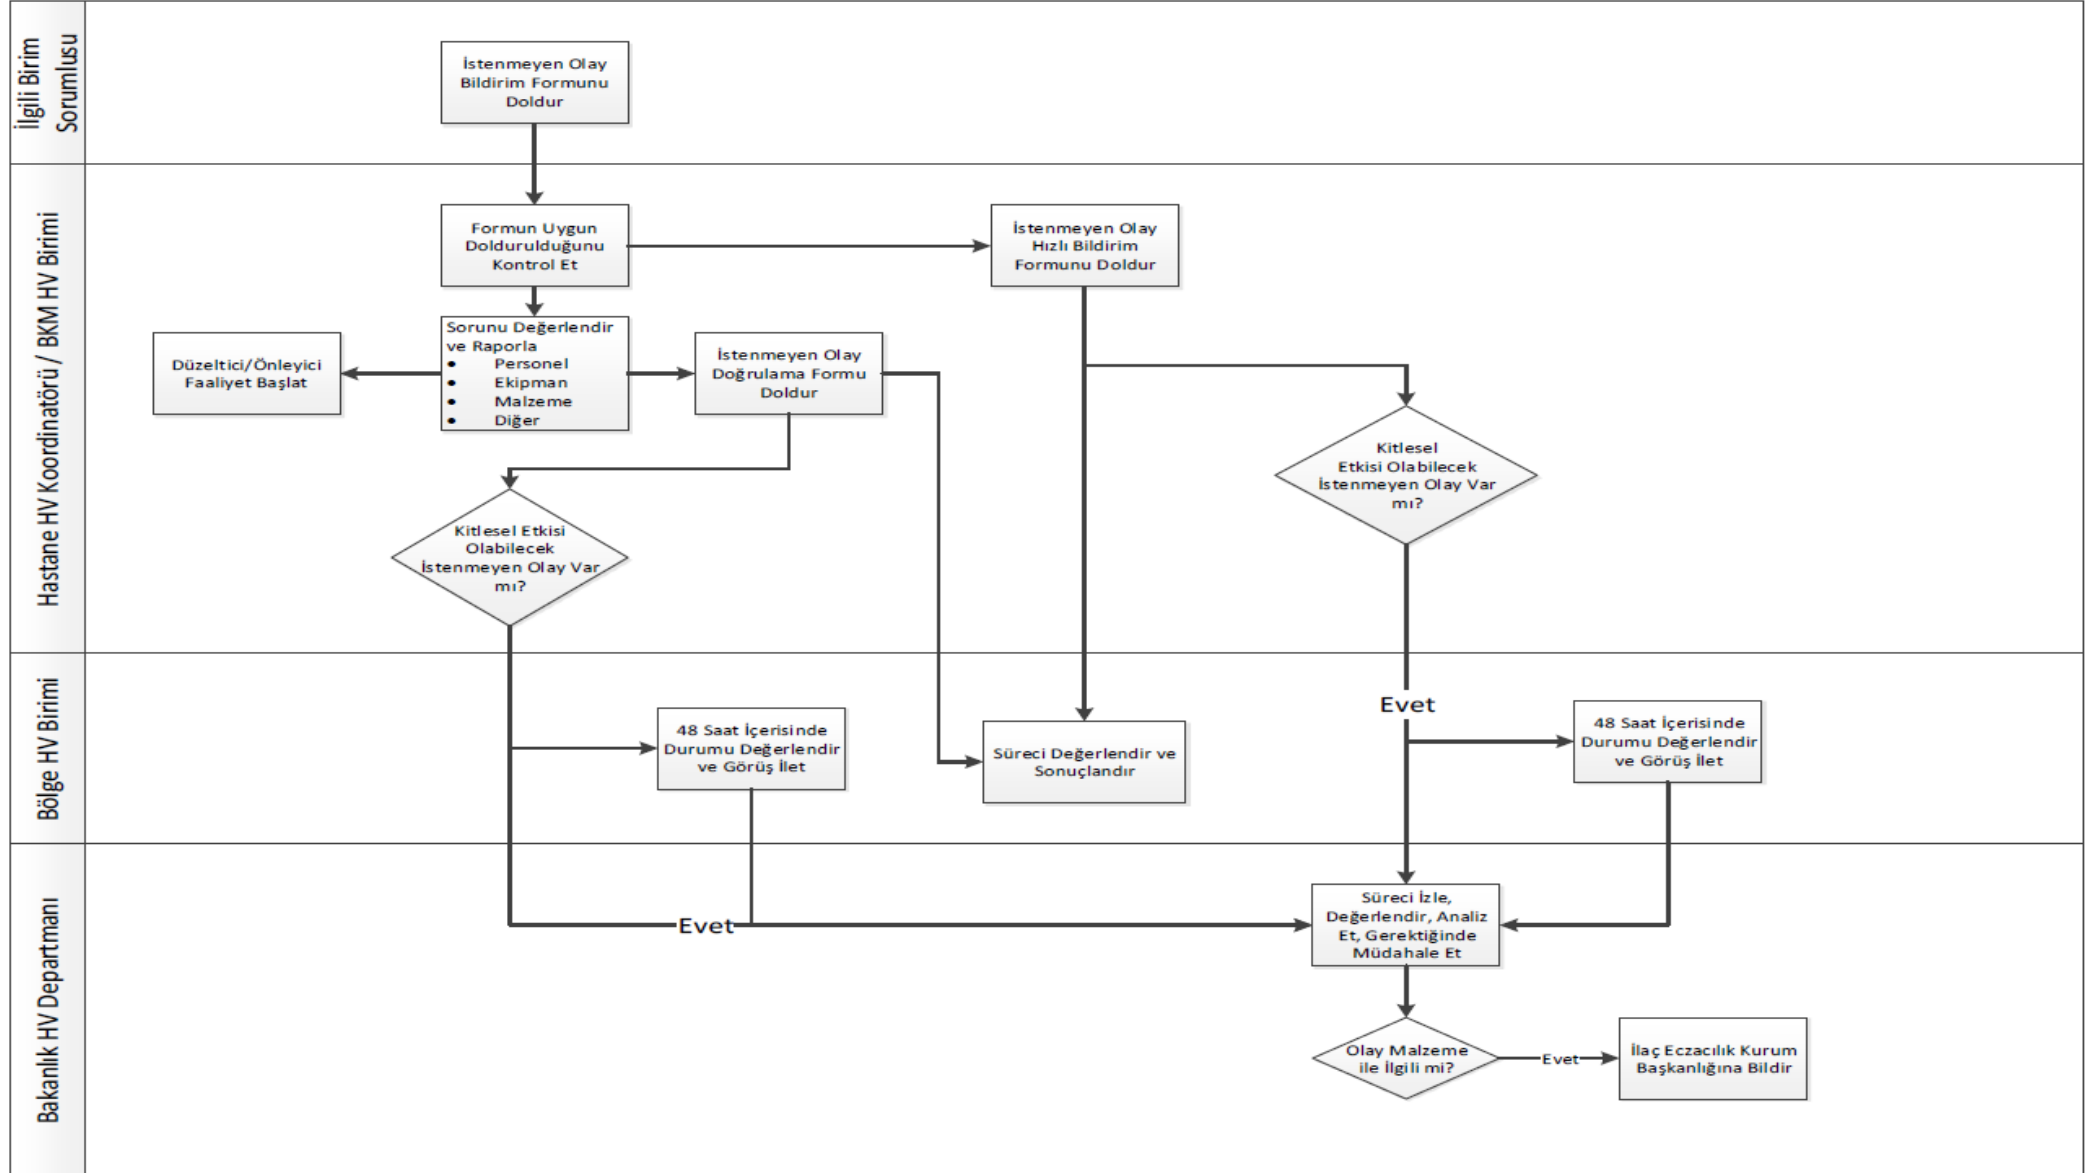 İlgili Birim
Sorumlusu
İstenmeyen Olay
Bildirim Formunu
Doldur
Hastane HV Koordinatörü / BKM HV Birimi
Formun Uygun
Doldurulduğunu
Kontrol Et
İstenmeyen Olay
Hızlı Bildirim
Formunu Doldur
Düzeltici/Önleyici
Faaliyet Başlat
Sorunu Değerlendir
ve Raporla
● Personel
● Ekipman
● Malzeme
● Diğer
İstenmeyen Olay
Doğrulama Formu
Doldur
Kitlesel
Etkisi Olabilecek
İstenmeyen Olay Var
mı?
Kitlesel Etkisi
Olabilecek
İstenmeyen Olay Var
mı?
Bölge HV Birimi
48 Saat İçerisinde
Durumu Değerlendir
ve Görüş İlet
Süreci Değerlendir ve
Sonuçlandır
Evet
48 Saat İçerisinde
Durumu Değerlendir
ve Görüş İlet
Bakanlık HV Departmanı
Evet
Süreci İzle,
Değerlendir, Analiz
Et, Gerektiğinde
Müdahale Et
Olay Malzeme
ile İlgili mi?
Evet
İlaç Eczacılık Kurum
Başkanlığına Bildir